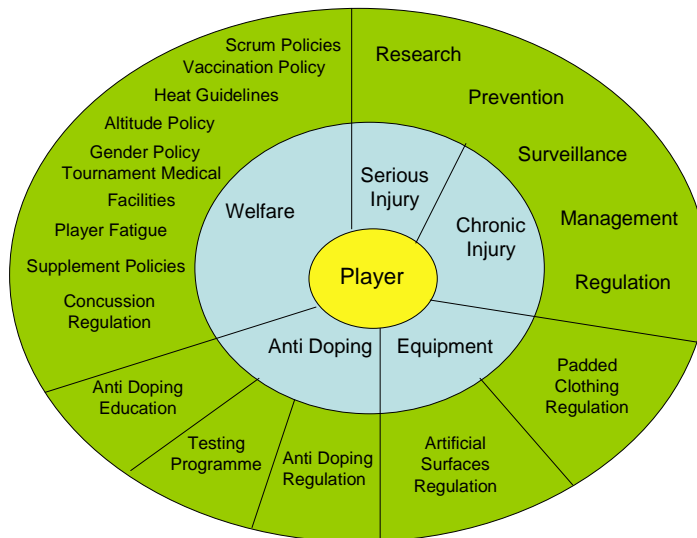 Scrum Policies
Vaccination Policy
Heat Guidelines
Altitude Policy
Gender Policy
Tournament Medical
Facilities
Player Fatigue
Supplement Policies
Concussion
Regulation
Research
Prevention
Surveillance
Management
Regulation
Welfare
Serious
Injury
Chronic
Injury
Player
Anti Doping
Equipment
Anti Doping
Education
Testing
Programme
Anti Doping
Regulation
Artificial
Surfaces
Regulation
Padded
Clothing
Regulation